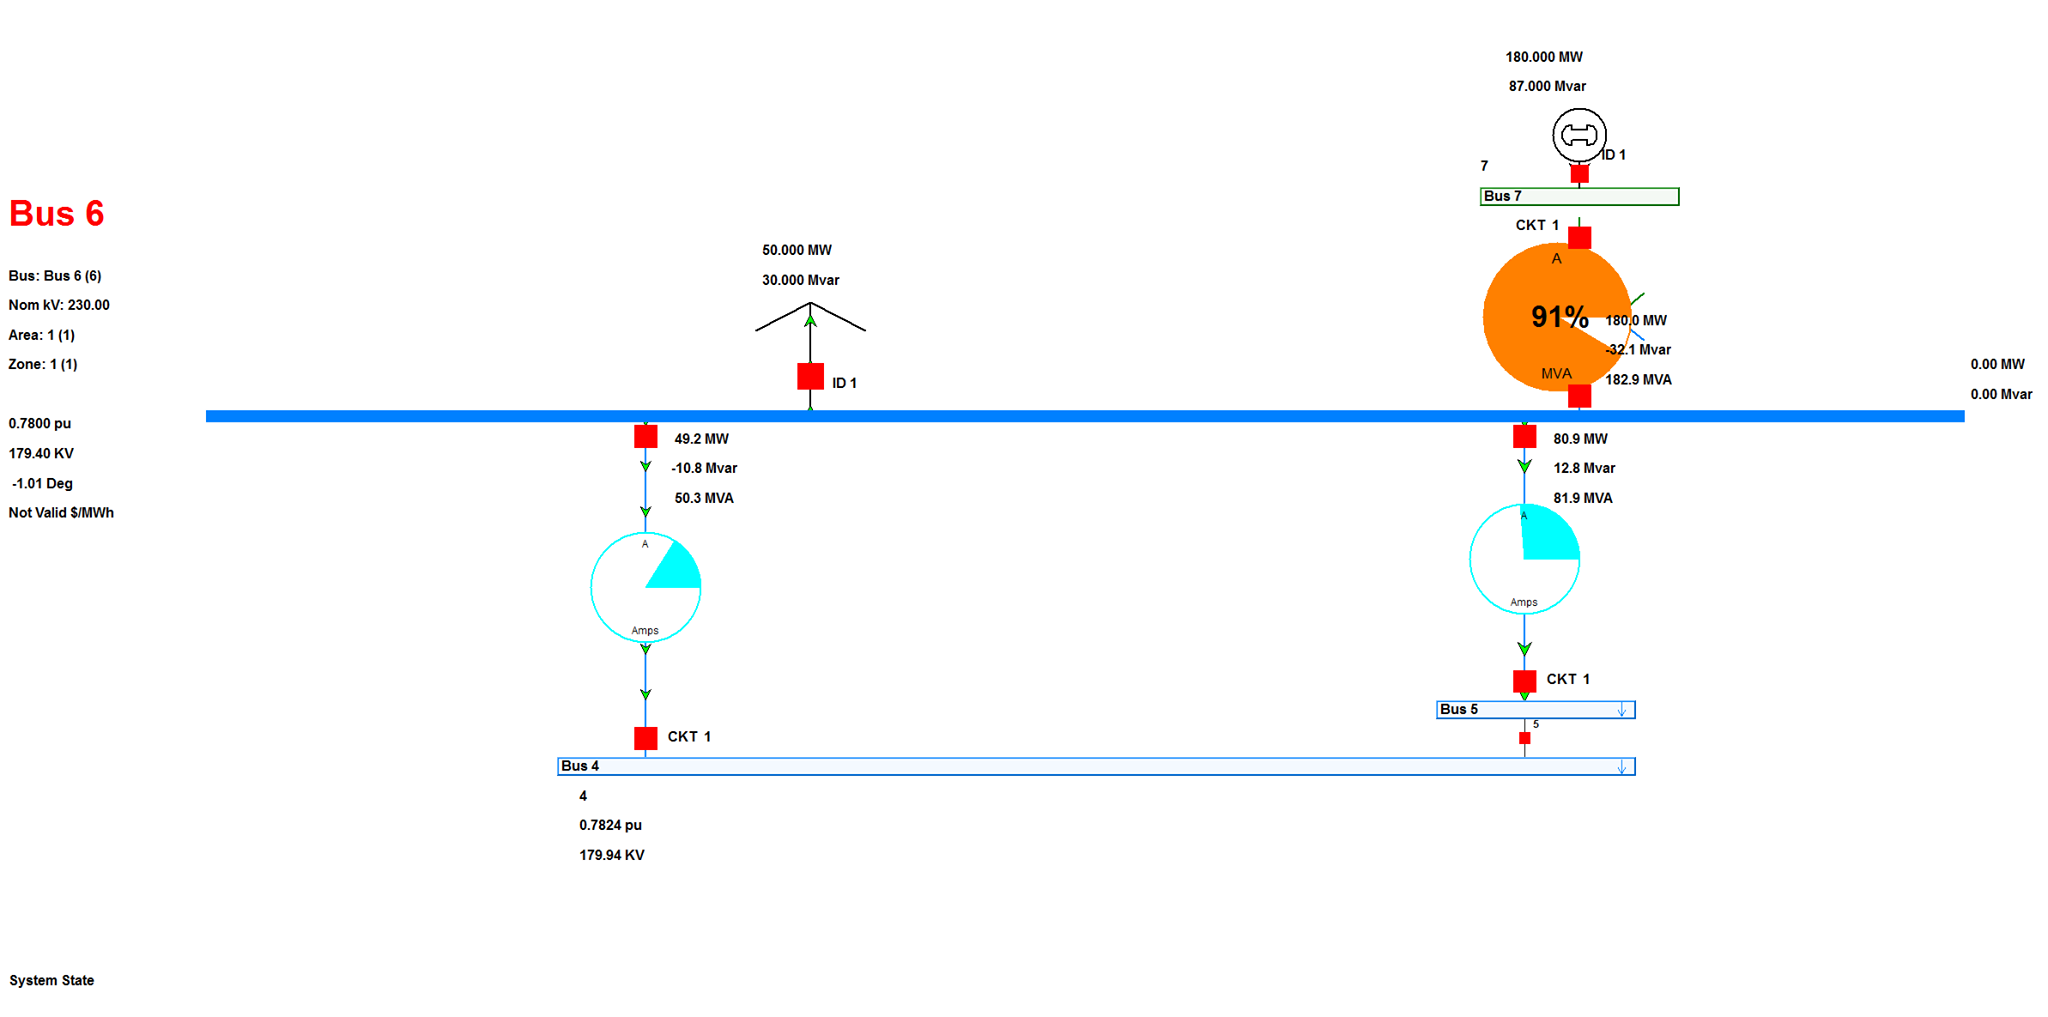 180.000 MW
87.000 Mvar
ID 1
7
Bus 7
CKT 1
A
91%
MVA
180.0 MW
-32.1 Mvar
182.9 MVA
Bus 6
Bus: Bus 6 (6)
Nom kV: 230.00
Area: 1 (1)
Zone: 1 (1)
0.7800 pu
179.40 KV
-1.01 Deg
Not Valid $/MWh
50.000 MW
30.000 Mvar
ID 1
0.00 MW
0.00 Mvar
49.2 MW
-10.8 Mvar
50.3 MVA
A
Amps
CKT 1
80.9 MW
12.8 Mvar
81.9 MVA
A
Amps
CKT 1
Bus 5
5
Bus 4
4
0.7824 pu
179.94 KV
System State